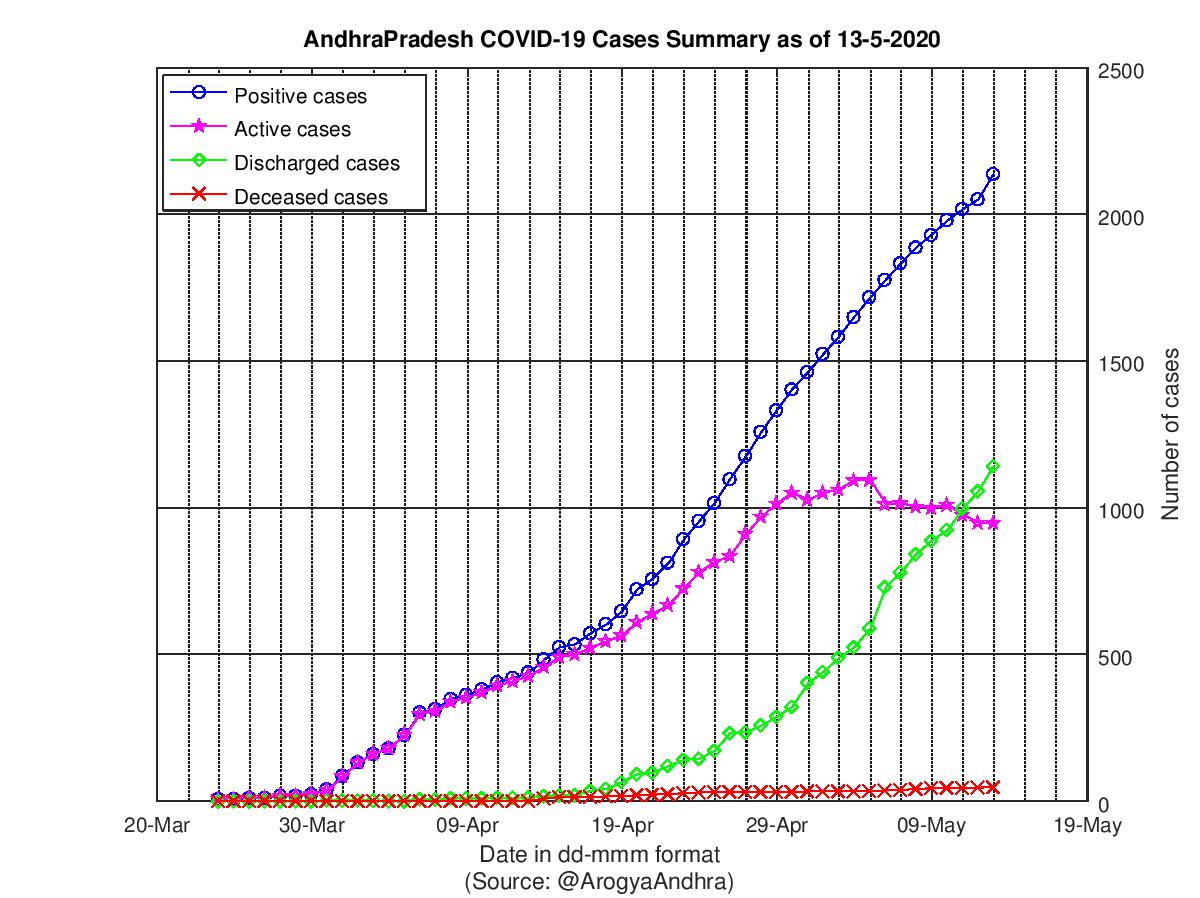 AndhraPradesh COVID-19 Cases Summary as of 13-5-2020
Positive cases
Active cases
Discharged cases
Deceased cases
2500
2000
1500
1000
500
0
Number of cases
20-Mar 30-Mar 09-Apr 19-Apr 29-Apr 09-May 19-May
Date in dd-mmm format
(Source: @ArogyaAndhra)